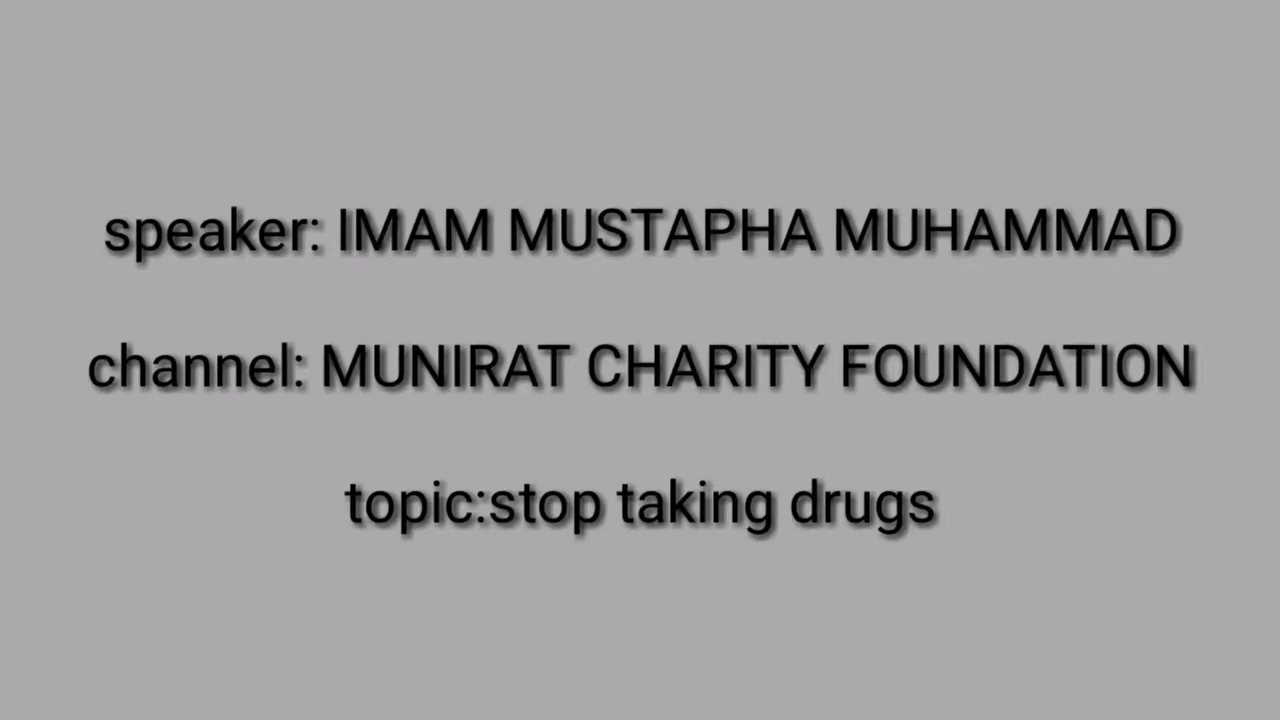 speaker: IMAM MUSTAPHA MUHAMMAD
channel: MUNIRAT CHARITY FOUNDATION
topic:stop taking drugs